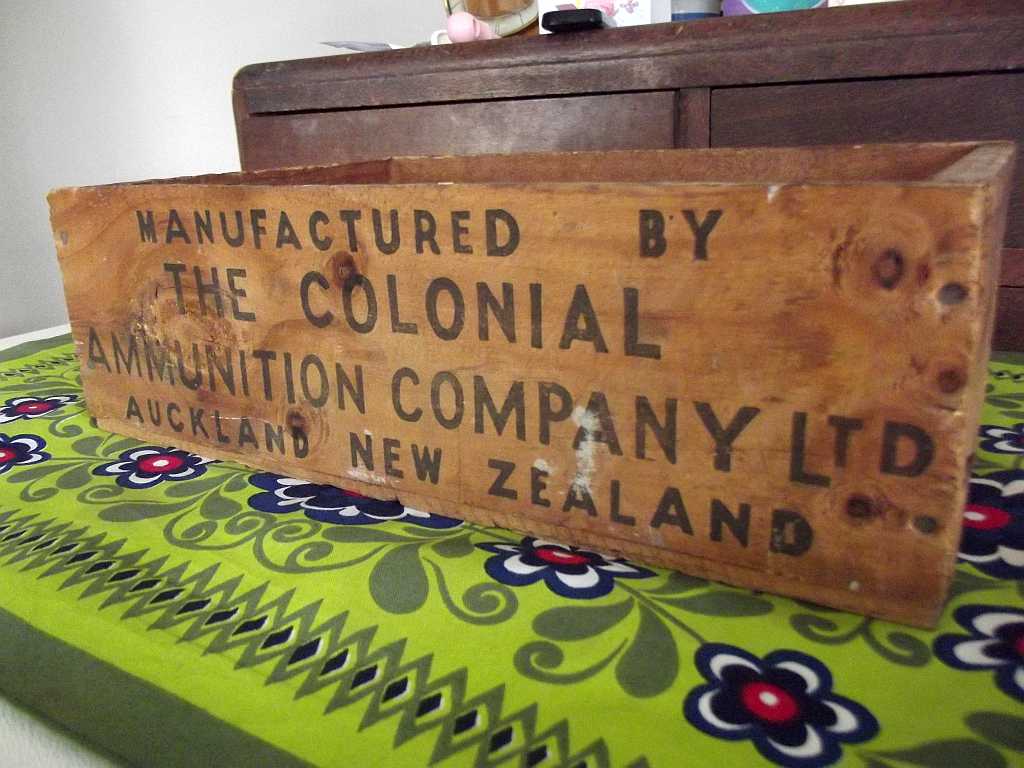 MANUFACTURED BY
THE COLONIAL
AMMUNITION COMPANY LTD
AUCKLAND NEW ZEALAND